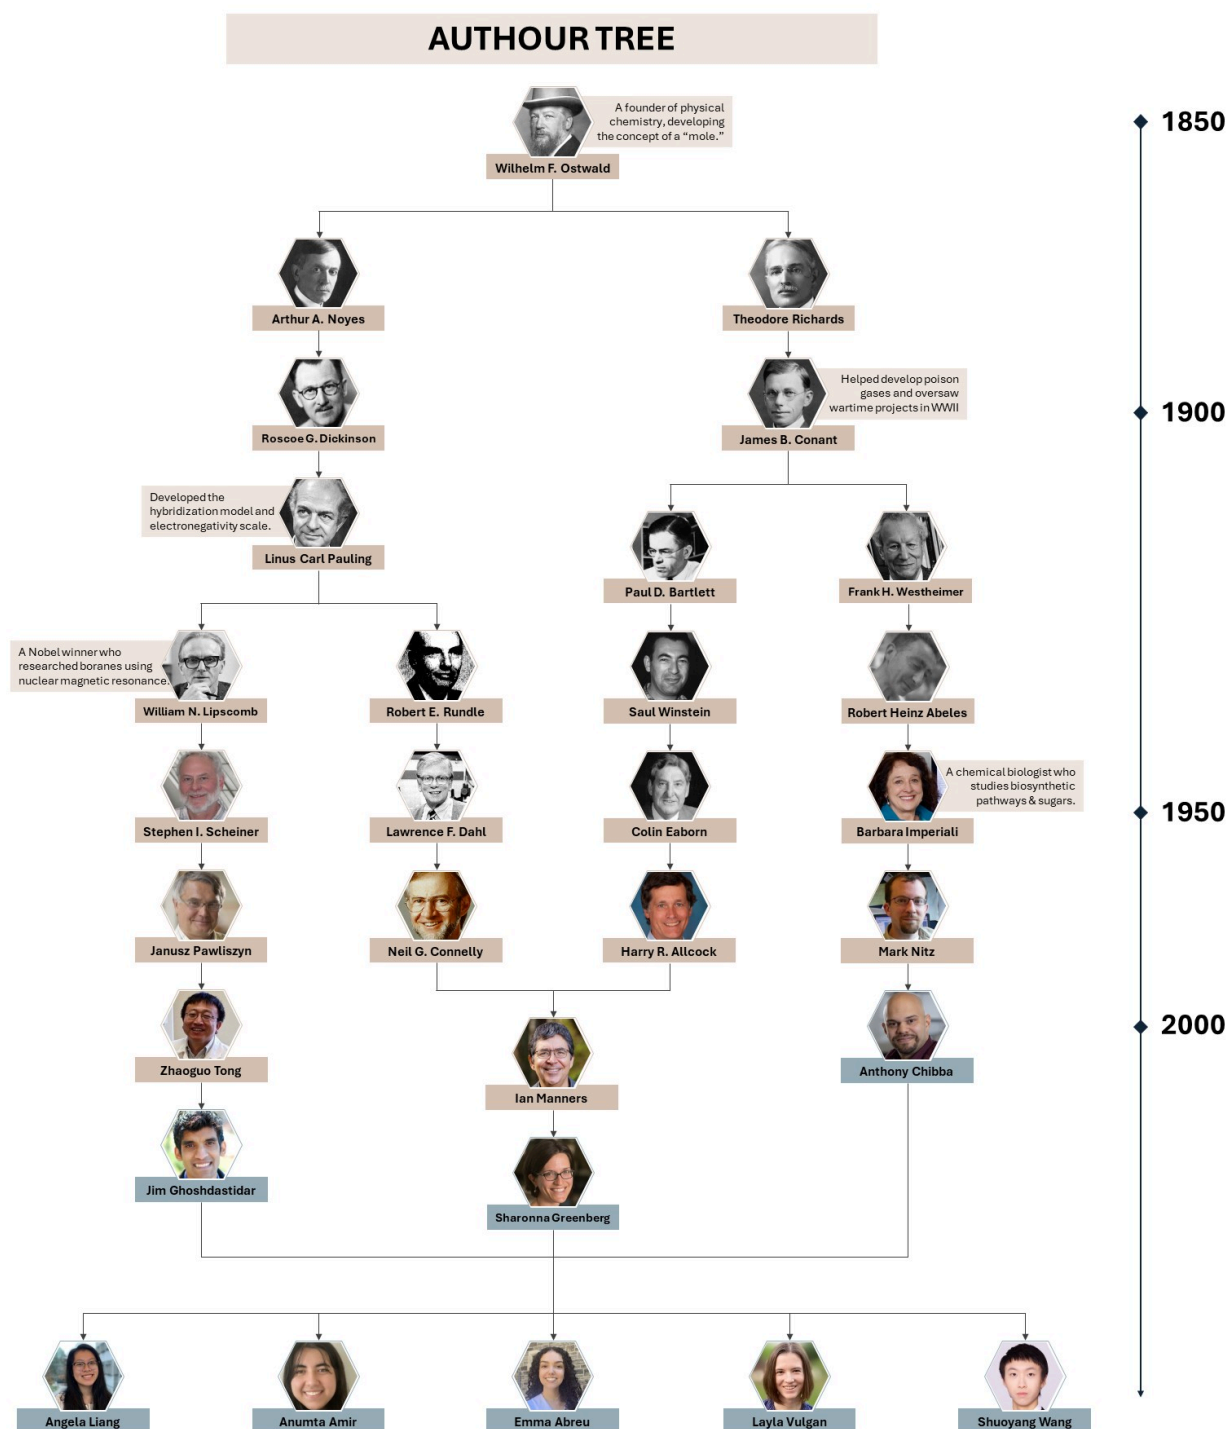 AUTHOUR TREE
A founder of physical
chemistry, developing
the concept of a “mole.”
Wilhelm F. Ostwald
1850
Arthur A. Noyes
Theodore Richards
Roscoe G. Dickinson
Helped develop poison
gases and oversaw
wartime projects in WWII
James B. Conant
1900
Developed the
hybridization model and
electronegativity scale.
Linus Carl Pauling
Paul D. Bartlett
Frank H. Westheimer
A Nobel winner who
researched boranes using
nuclear magnetic resonance.
William N. Lipscomb
Robert E. Rundle
Saul Winstein
Robert Heinz Abeles
Stephen I. Scheiner
Lawrence F. Dahl
Colin Eaborn
A chemical biologist who
studies biosynthetic
pathways & sugars.
Barbara Imperiali
1950
Janusz Pawliszyn
Neil G. Connelly
Harry R. Allcock
Mark Nitz
Zhaoguo Tong
Ian Manners
Anthony Chibba
2000
Jim Ghoshdastidar
Sharonna Greenberg
Angela Liang
Anumta Amir
Emma Abreu
Layla Vulgan
Shuoyang Wang